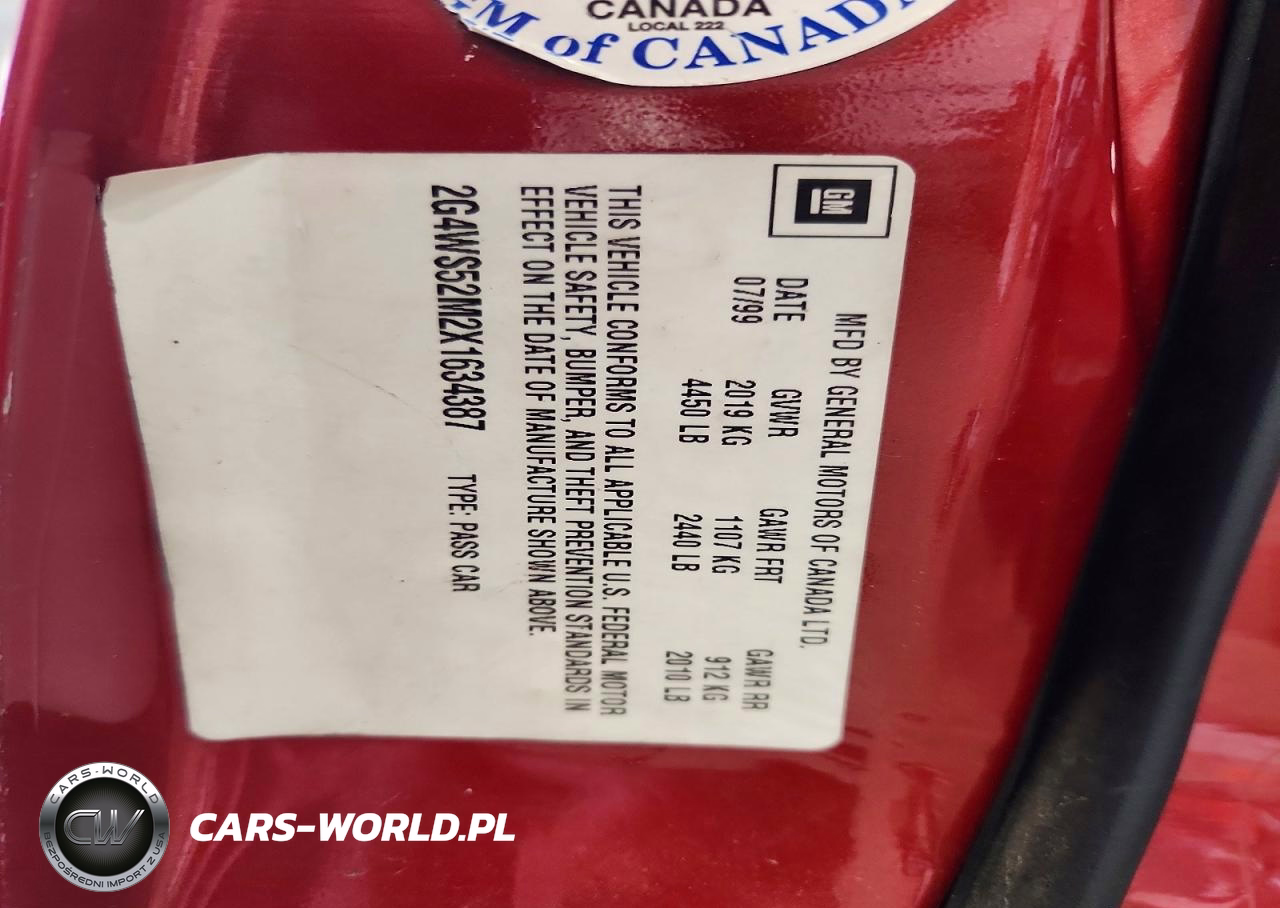 CANADA
LOCAL 222
GM of CANADA
GM
MFD BY GENERAL MOTORS OF CANADA LTD.
DATE GVWR GAWR FRT GAWR RR
07/99 2019 KG 1107 KG 912 KG
4450 LB 2440 LB 2010 LB
THIS VEHICLE CONFORMS TO ALL APPLICABLE U.S. FEDERAL MOTOR
VEHICLE SAFETY, BUMPER, AND THEFT PREVENTION STANDARDS IN
EFFECT ON THE DATE OF MANUFACTURE SHOWN ABOVE.
2G4WS52M2X1634387 TYPE: PASS CAR
CARS-WORLD
CW
BEZPOŚREDNI IMPORT Z USA
CARS-WORLD.PL